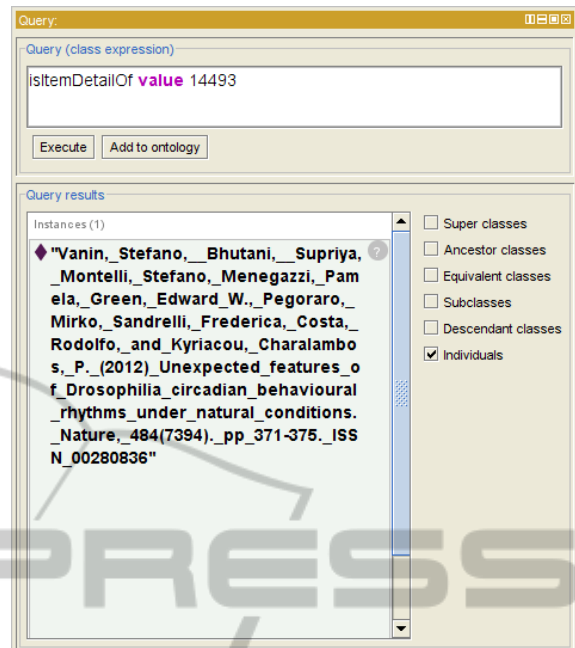 Query:
Query (class expression)
isItemDetailOf value 14493
Execute Add to ontology
Query results
Instances (1)
"Vanin,_Stefano,__Bhutani,__Supriya,
_Montelli,_Stefano,_Menegazzi,_Pam
ela,_Green,_Edward_W.,_Pegoraro,_
Mirko,_Sandrelli,_Frederica,_Costa,_
Rodolfo,_and_Kyriacou,_Charalambo
s,_P._(2012)_Unexpected_features_o
f_Drosophilia_circadian_behavioural
_rhythms_under_natural_conditions.
_Nature,_484(7394)._pp_371-375._ISS
N_00280836"
?
Super classes
Ancestor classes
Equivalent classes
Subclasses
Descendant classes
Individuals
PRESS